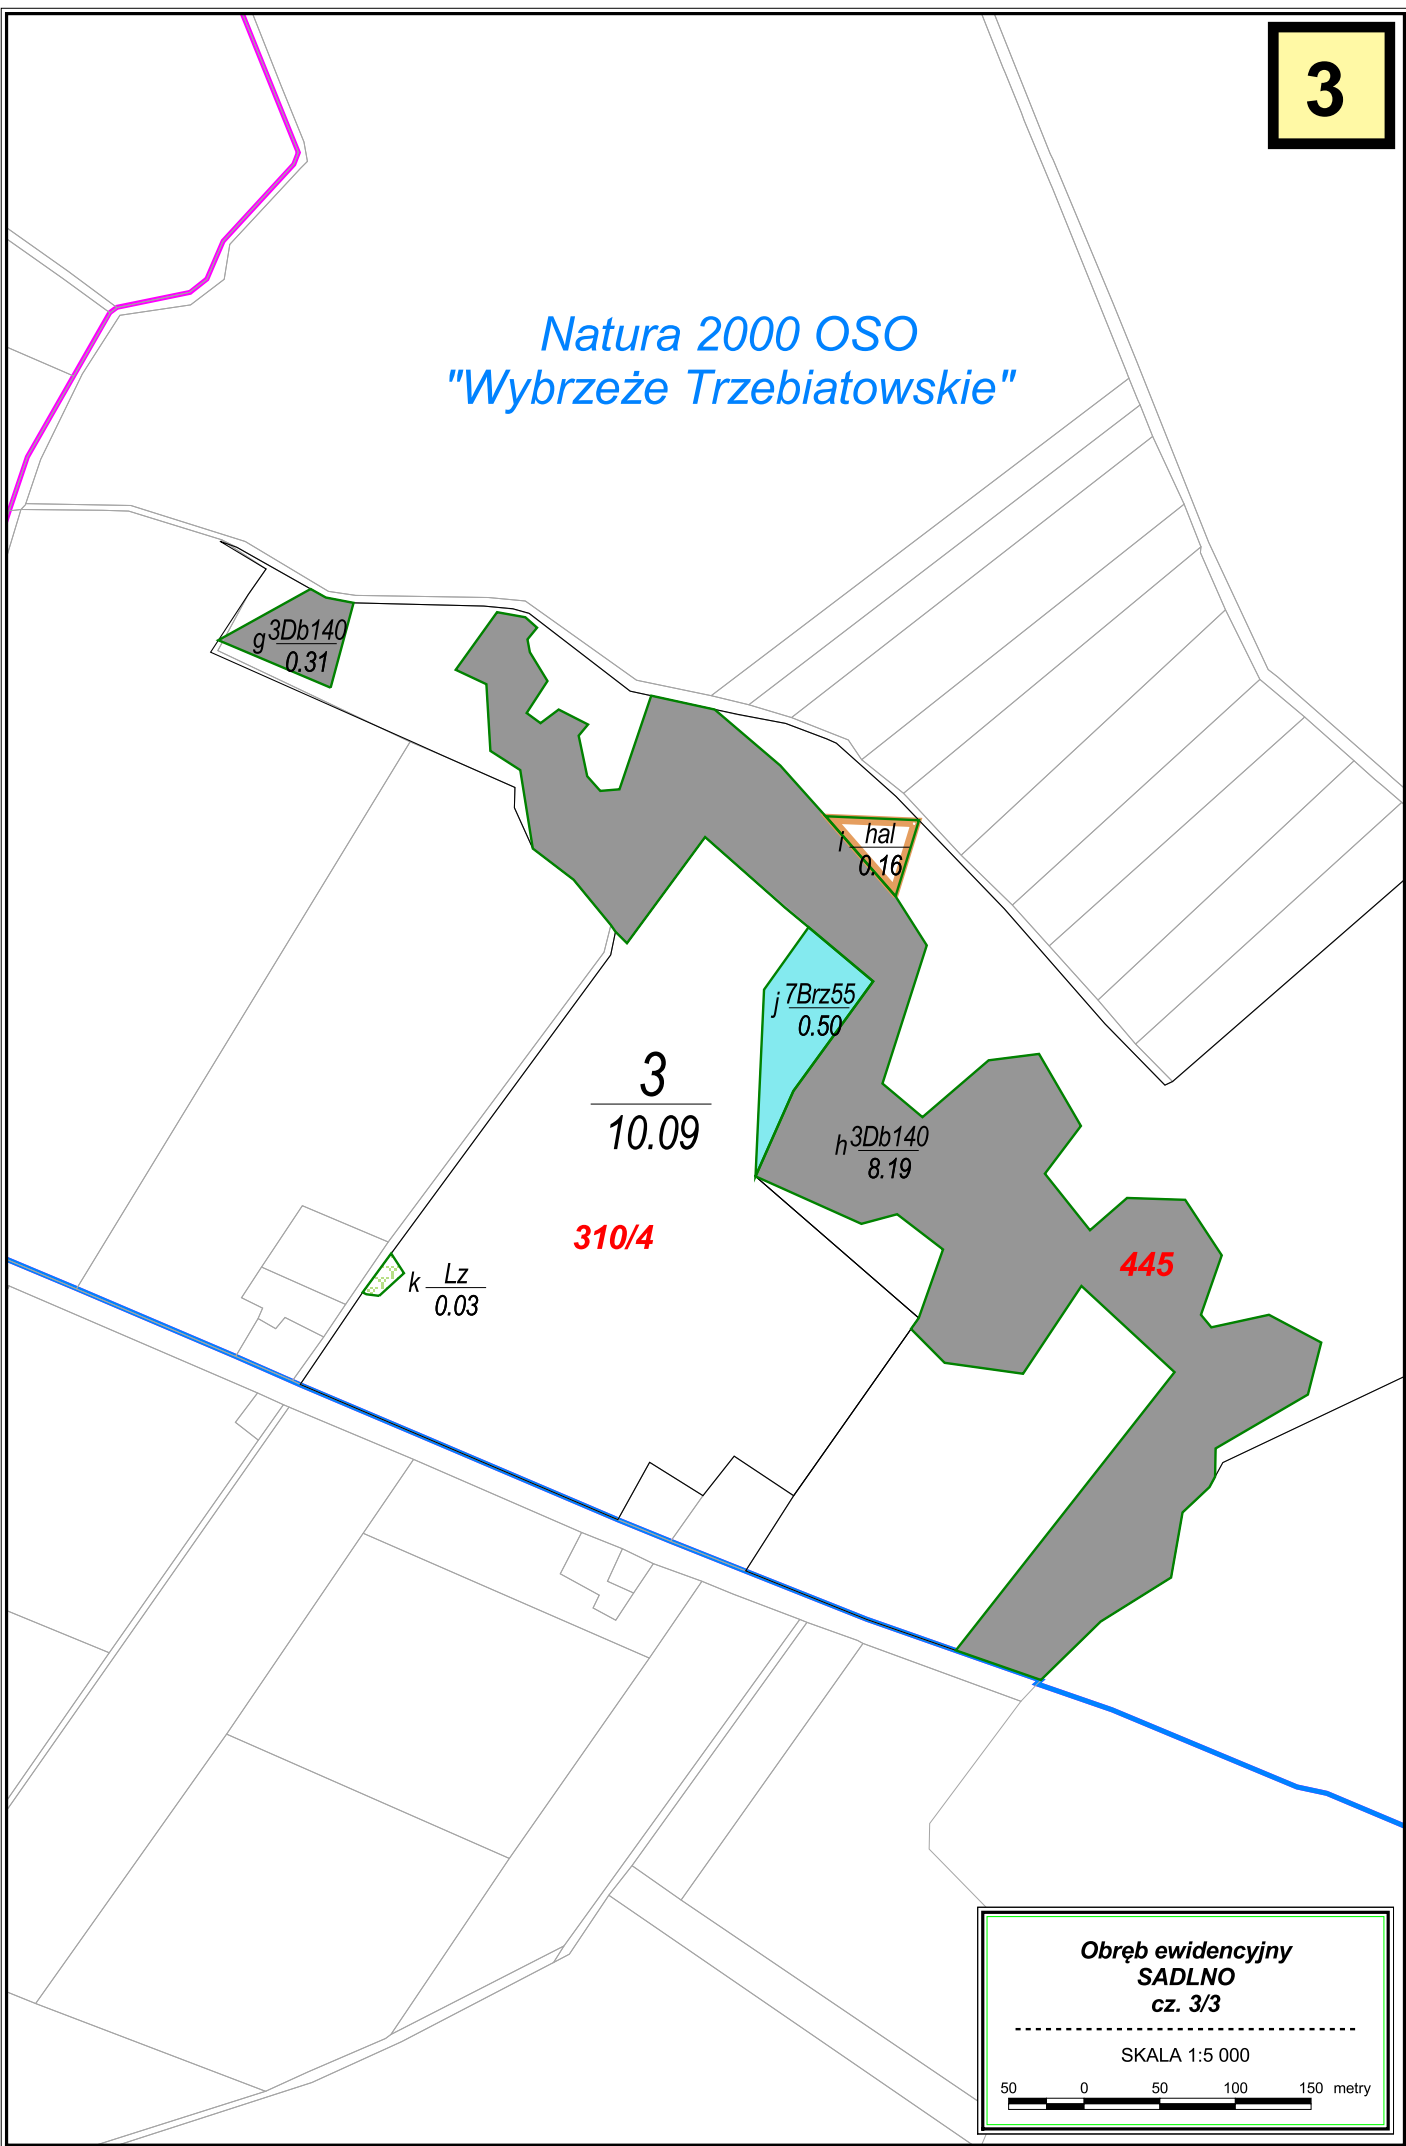 3
Natura 2000 OSO
"Wybrzeże Trzebiatowskie"
g 3Db140
0.31
i hal
0.16
j 7Brz55
0.50
3
10.09
h 3Db140
8.19
310/4
445
k Lz
0.03
Obręb ewidencyjny
SADLNO
cz. 3/3
SKALA 1:5 000
50 0 50 100 150 metry